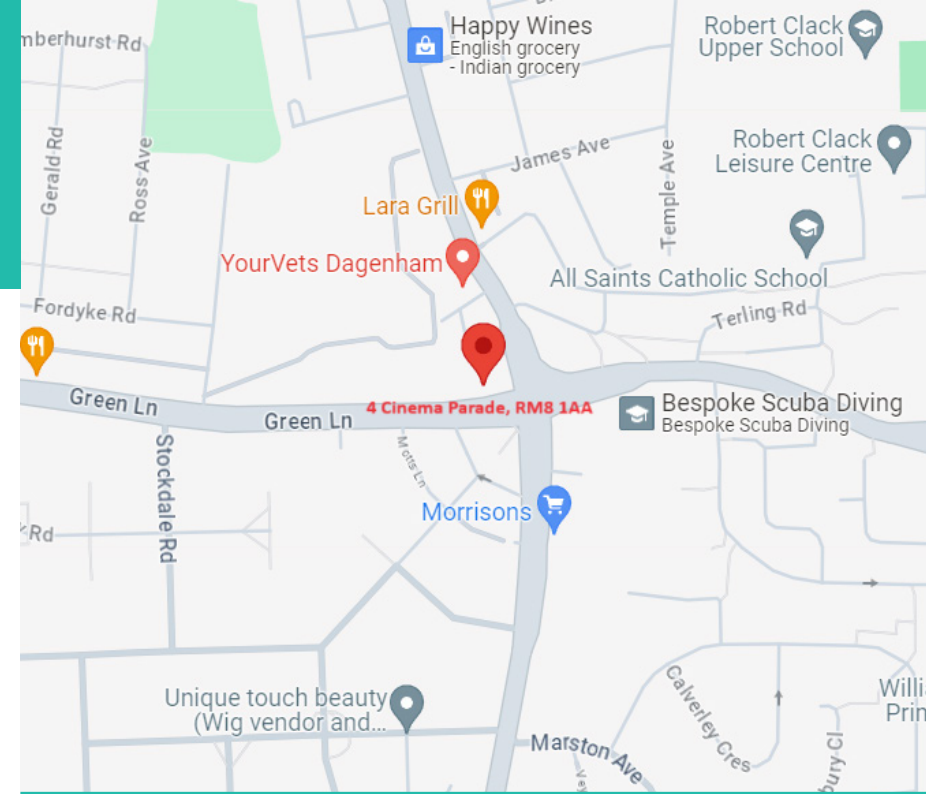 Happy Wines
English grocery
- Indian grocery
Robert Clack
Upper School
mberhurst Rd
Gerald Rd
Ross Ave
James Ave
Temple Ave
Robert Clack
Leisure Centre
Lara Grill
YourVets Dagenham
All Saints Catholic School
Fordyke Rd
Terling Rd
Green Ln
Green Ln
4 Cinema Parade, RM8 1AA
Bespoke Scuba Diving
Bespoke Scuba Diving
Stockdale Rd
Motts Ln
Morrisons
Rd
Unique touch beauty
(Wig vendor and...
Calverley Cres
Willi
Prin
Marston Ave
bury Cl